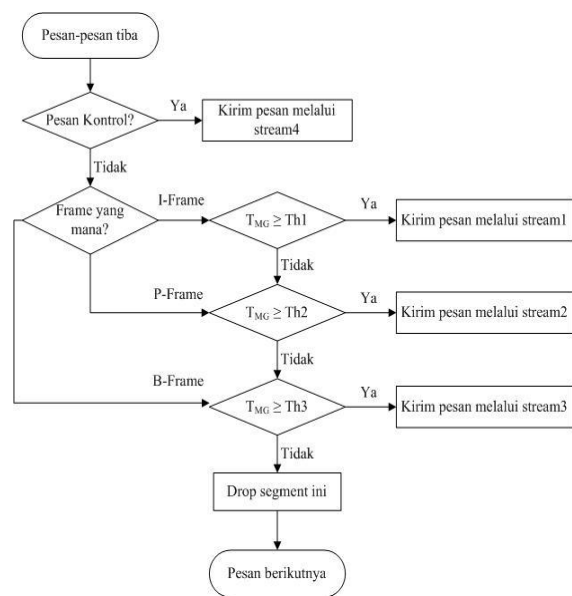 Pesan-pesan tiba
Pesan Kontrol?
Ya
Kirim pesan melalui
stream4
Tidak
Frame yang
mana?
I-Frame
T_MG ≥ Th1
Ya
Kirim pesan melalui stream1
Tidak
P-Frame
T_MG ≥ Th2
Ya
Kirim pesan melalui stream2
Tidak
B-Frame
T_MG ≥ Th3
Ya
Kirim pesan melalui stream3
Tidak
Drop segment ini
Pesan berikutnya